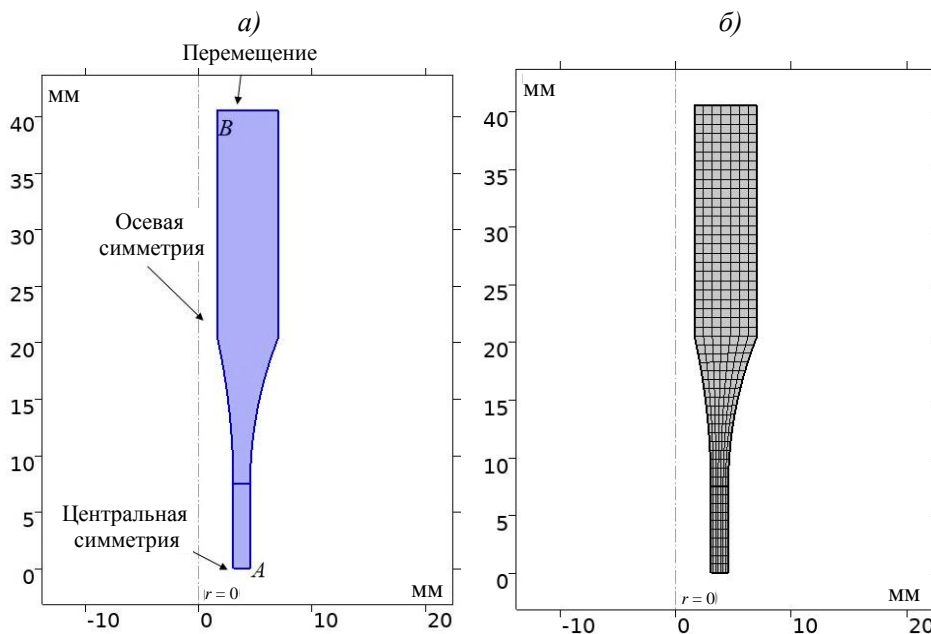 а)
Перемещение
мм
40
B
35
Осевая
симметрия
30
25
20
15
10
Центральная
симметрия
5
A
0
r = 0
мм
-10
0
10
20
б)
мм
40
35
30
25
20
15
10
5
0
r = 0
мм
-10
0
10
20